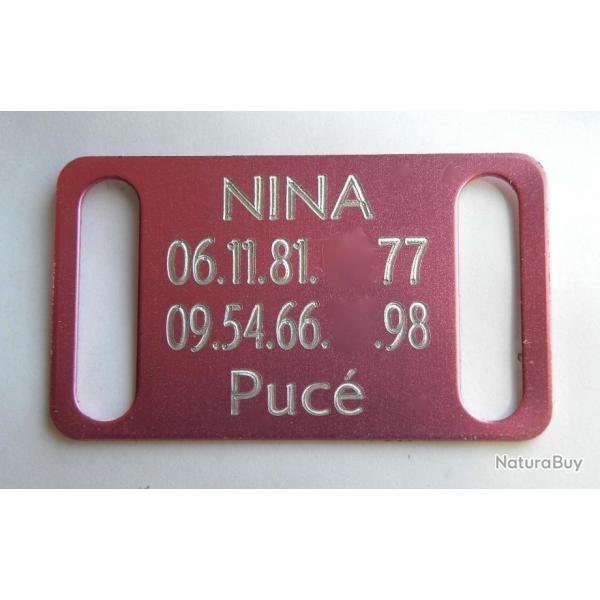 NINA
06.11.81. 77
09.54.66. .98
Pucé
NaturaBuy